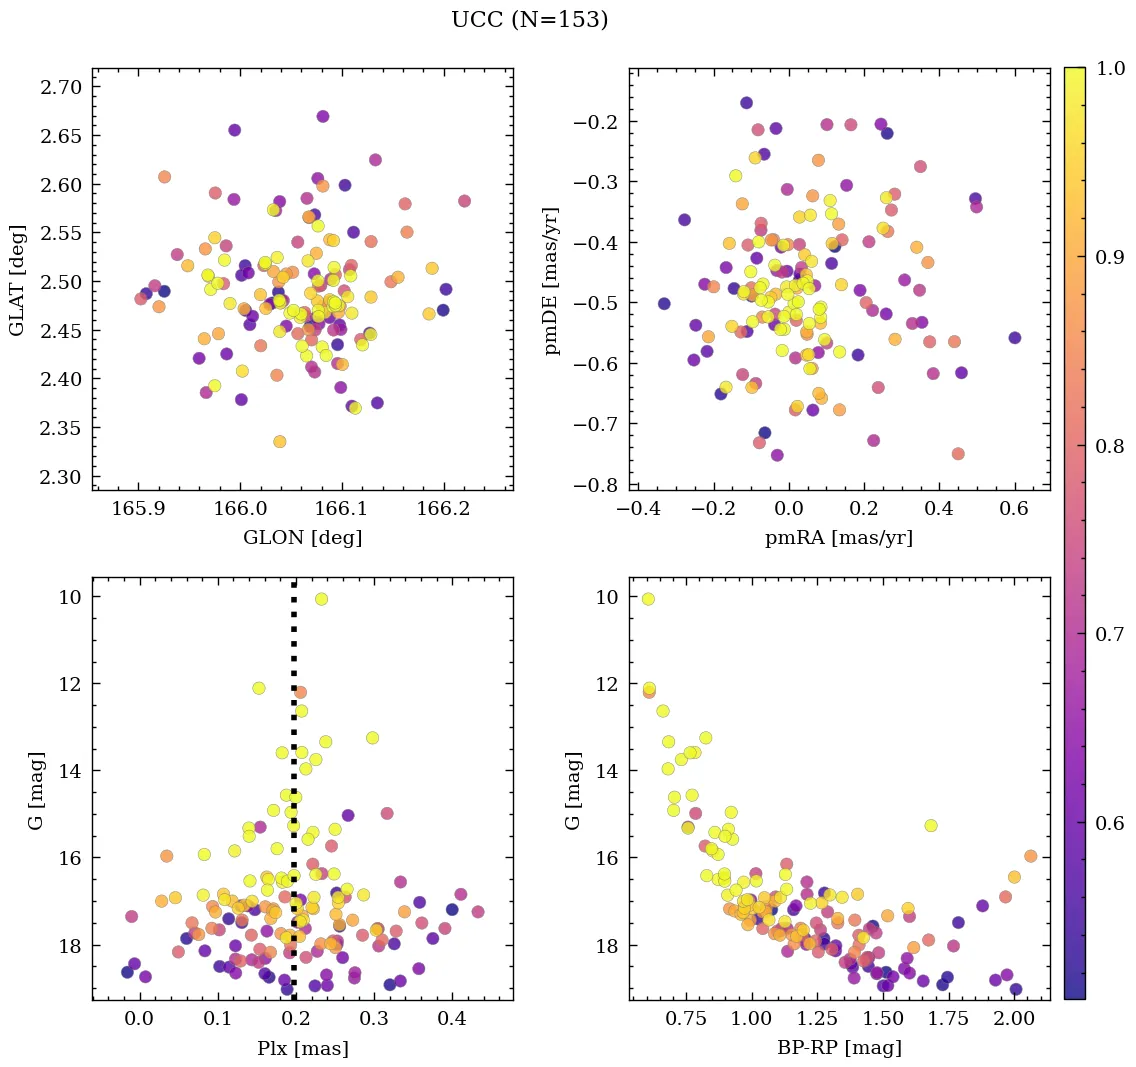 UCC (N=153)
2.70
2.65
2.60
2.55
2.50
2.45
2.40
2.35
2.30
GLAT [deg]
165.9 166.0 166.1 166.2
GLON [deg]
−0.2
−0.3
−0.4
−0.5
−0.6
−0.7
−0.8
pmDE [mas/yr]
−0.4 −0.2 0.0 0.2 0.4 0.6
pmRA [mas/yr]
1.0
0.9
0.8
0.7
0.6
10
12
14
16
18
G [mag]
0.0 0.1 0.2 0.3 0.4
Plx [mas]
10
12
14
16
18
G [mag]
0.75 1.00 1.25 1.50 1.75 2.00
BP-RP [mag]